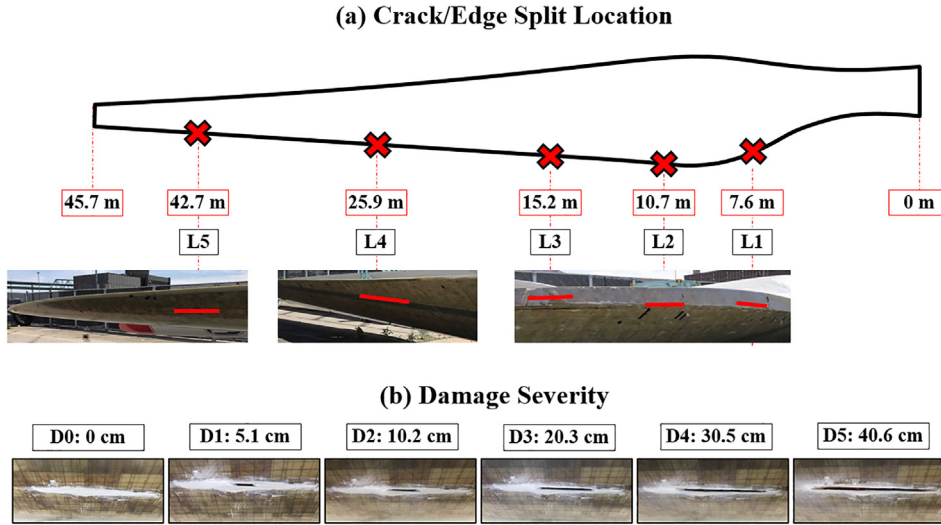 (a) Crack/Edge Split Location
45.7 m 42.7 m 25.9 m 15.2 m 10.7 m 7.6 m 0 m
L5 L4 L3 L2 L1
(b) Damage Severity
D0: 0 cm D1: 5.1 cm D2: 10.2 cm D3: 20.3 cm D4: 30.5 cm D5: 40.6 cm